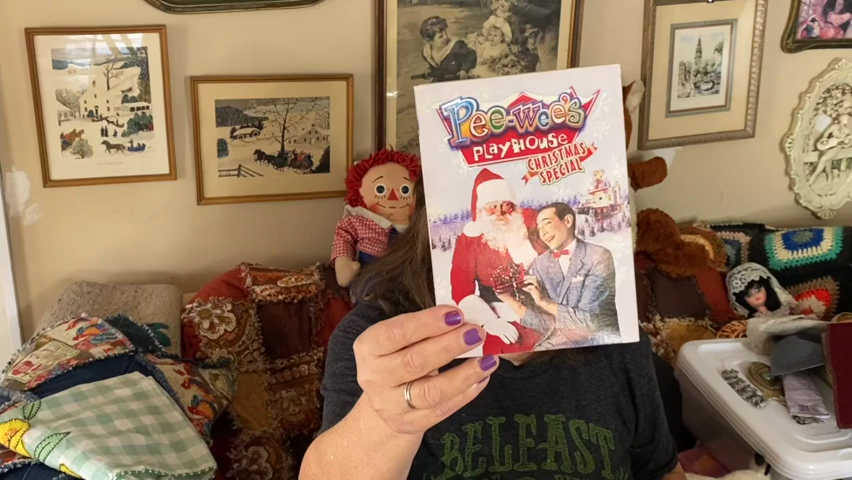 Pee-wee's
PLAYHOUSE
CHRISTMAS
SPECIAL
BELFAST